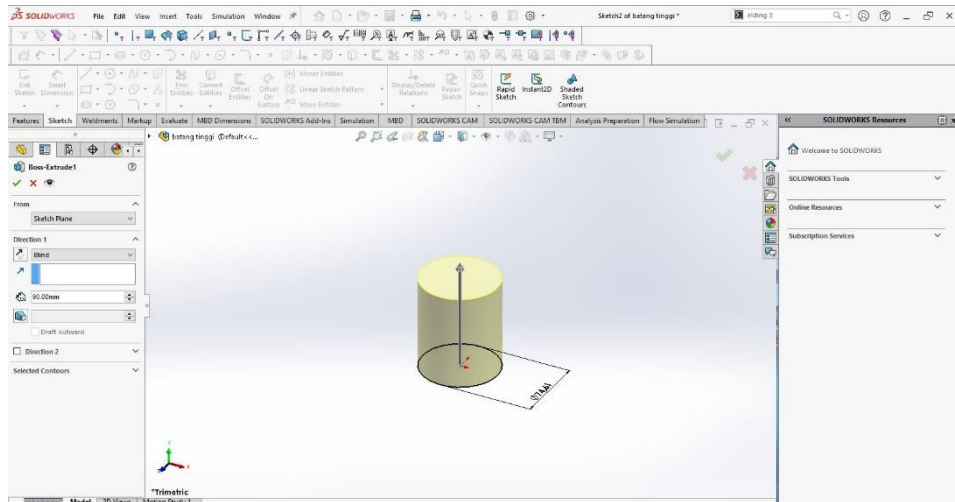 SOLIDWORKS File Edit View Insert Tools Simulation Window Sketch2 of batang tinggi * riding 3
Exit Sketch Smart Dimension Trim Entities Convert Entities Offset Entities Offset On Surface Mirror Entities Linear Sketch Pattern Move Entities Display/Delete Relations Repair Sketch Quick Snaps Rapid Sketch Instant2D Shaded Sketch Contours
Features Sketch Weldments Markup Evaluate MBD Dimensions SOLIDWORKS Add-Ins Simulation MBD SOLIDWORKS CAM SOLIDWORKS CAM TBM Analysis Preparation Flow Simulation
SOLIDWORKS Resources
batang tinggi (Default<<...
Welcome to SOLIDWORKS
Boss-Extrude1
SOLIDWORKS Tools
From
Online Resources
Sketch Plane
Subscription Services
Direction 1
Blind
90.00mm
Draft outward
Direction 2
Selected Contours
*Trimetric
Model 3D Views Motion Study 1